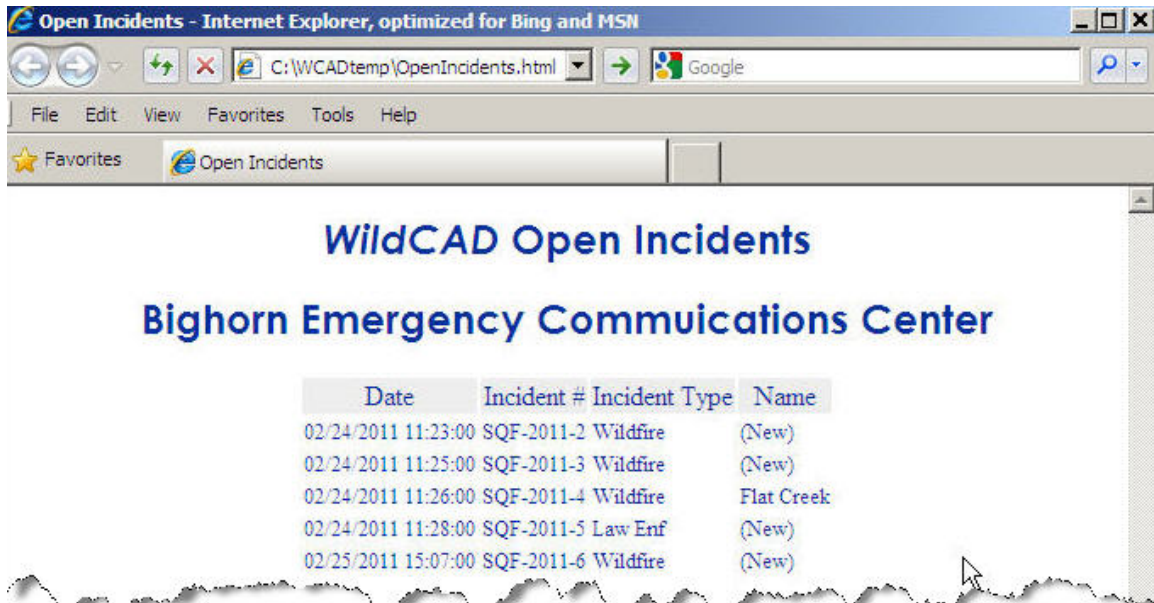 Open Incidents - Internet Explorer, optimized for Bing and MSN
C:\WCADtemp\OpenIncidents.html Google
File Edit View Favorites Tools Help
Favorites Open Incidents
WildCAD Open Incidents
Bighorn Emergency Commuications Center
Date Incident # Incident Type Name
02/24/2011 11:23:00 SQF-2011-2 Wildfire (New)
02/24/2011 11:25:00 SQF-2011-3 Wildfire (New)
02/24/2011 11:26:00 SQF-2011-4 Wildfire Flat Creek
02/24/2011 11:28:00 SQF-2011-5 Law Enf (New)
02/25/2011 15:07:00 SQF-2011-6 Wildfire (New)